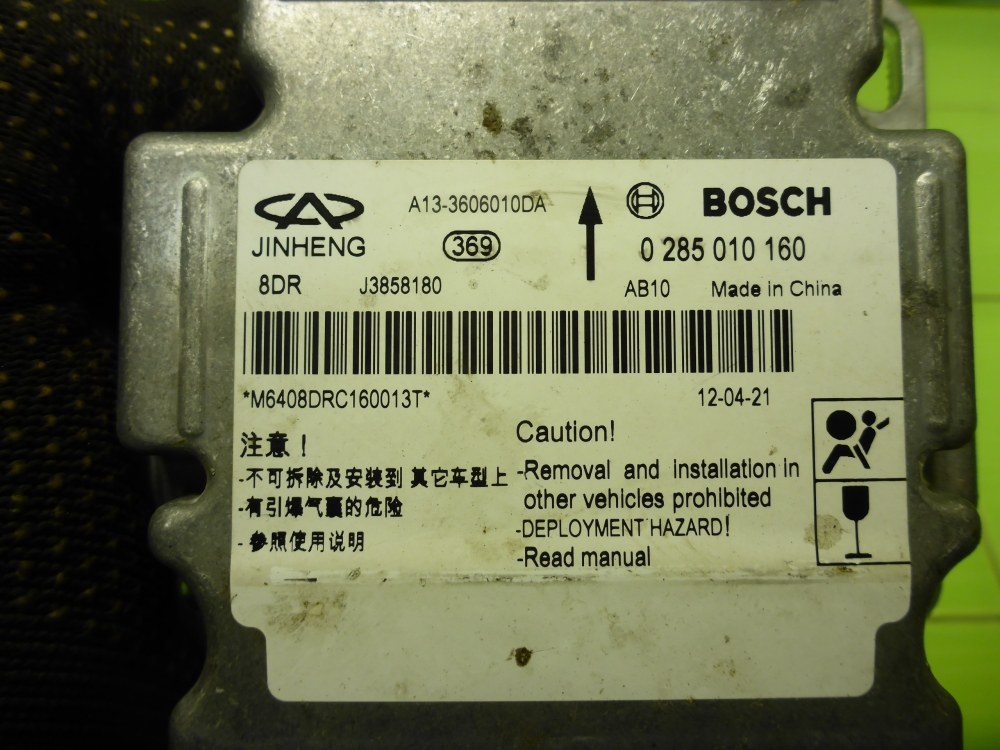 A13-3606010DA
BOSCH
JINHENG
369
0 285 010 160
8DR J3858180
AB10 Made in China
*M6408DRC160013T*
12-04-21
注意！
-不可拆除及安装到 其它车型上
-有引爆气囊的危险
- 参照使用说明
Caution!
-Removal and installation in
other vehicles prohibited
-DEPLOYMENT HAZARD!
-Read manual